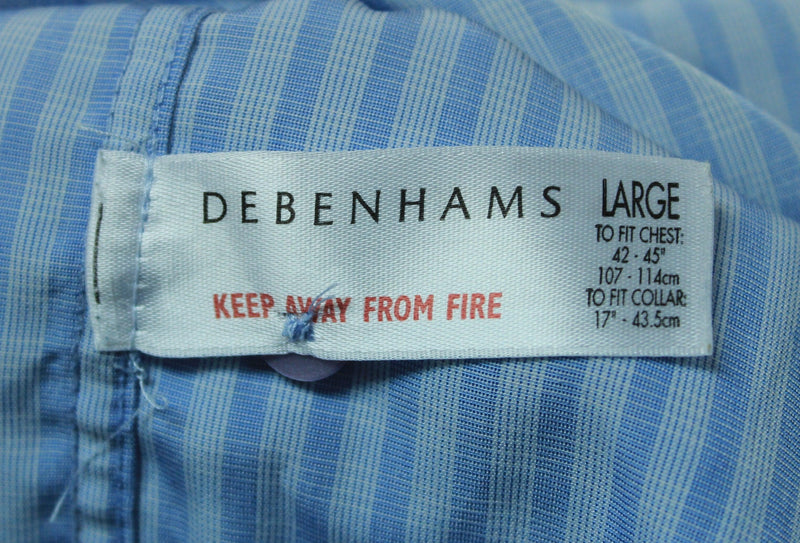 DEBENHAMS
KEEP AWAY FROM FIRE
LARGE
TO FIT CHEST:
42 - 45"
107 - 114cm
TO FIT COLLAR:
17" - 43.5cm